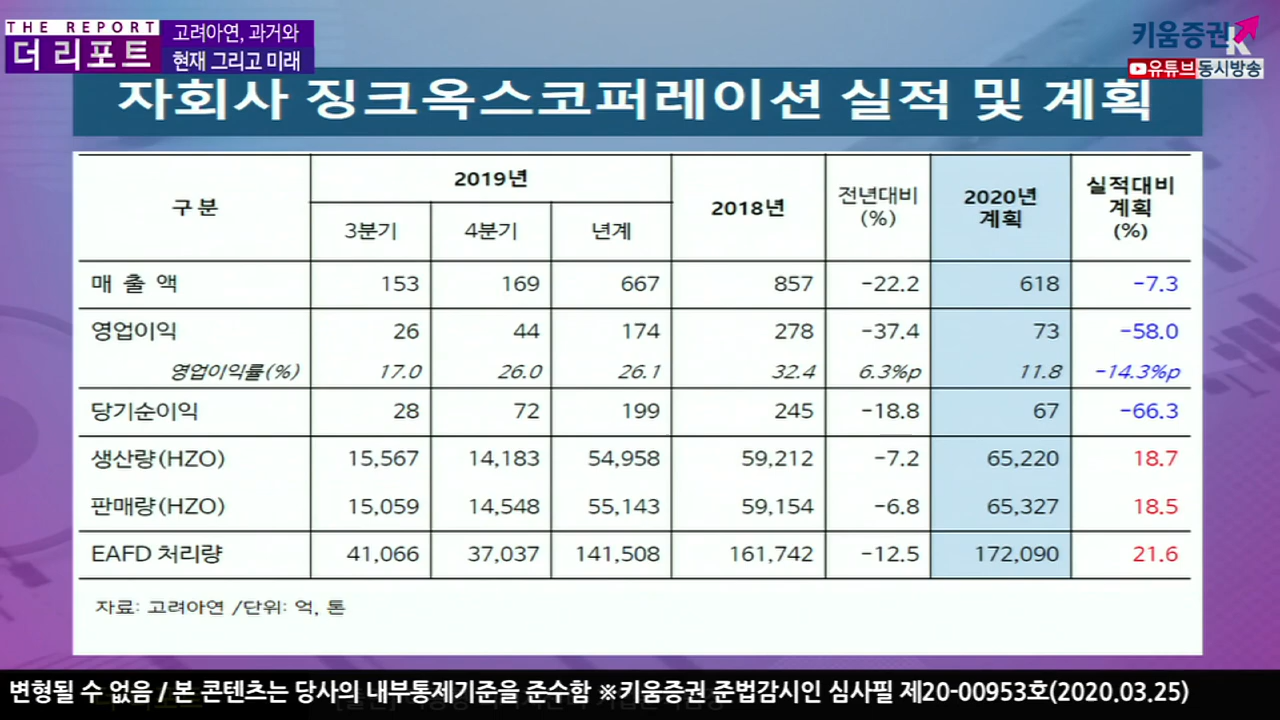 THE REPORT
더 리포트
고려아연, 과거와
현재 그리고 미래
키움증권
유튜브동시방송
자회사 징크옥스코퍼레이션 실적 및 계획
구 분 2019년 2018년 전년대비 (%) 2020년 계획 실적대비 계획 (%)
3분기 4분기 년계
매 출 액 153 169 667 857 -22.2 618 -7.3
영업이익 26 44 174 278 -37.4 73 -58.0
영업이익률(%) 17.0 26.0 26.1 32.4 6.3%p 11.8 -14.3%p
당기순이익 28 72 199 245 -18.8 67 -66.3
생산량(HZO) 15,567 14,183 54,958 59,212 -7.2 65,220 18.7
판매량(HZO) 15,059 14,548 55,143 59,154 -6.8 65,327 18.5
EAFD 처리량 41,066 37,037 141,508 161,742 -12.5 172,090 21.6
자료: 고려아연 /단위: 억, 톤
변형될 수 없음 / 본 콘텐츠는 당사의 내부통제기준을 준수함 ※키움증권 준법감시인 심사필 제20-00953호(2020.03.25)